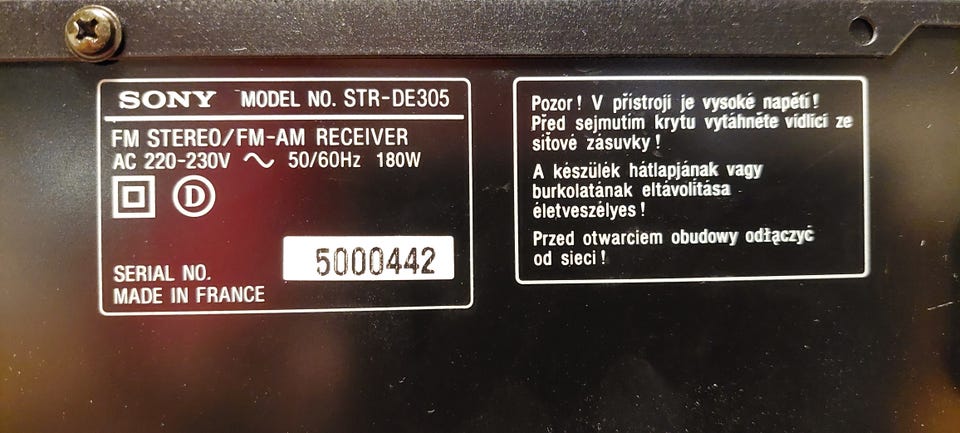 SONY MODEL NO. STR-DE305
FM STEREO/FM-AM RECEIVER
AC 220-230V ~ 50/60Hz 180W
D
SERIAL NO. 5000442
MADE IN FRANCE
Pozor! V přístroji je vysoké napětí!
Před sejmutím krytu vytáhněte vidlici ze
síťové zásuvky!
A készülék hátlapjának vagy
burkolatának eltávolítása
életveszélyes!
Przed otwarciem obudowy odłączyć
od sieci!